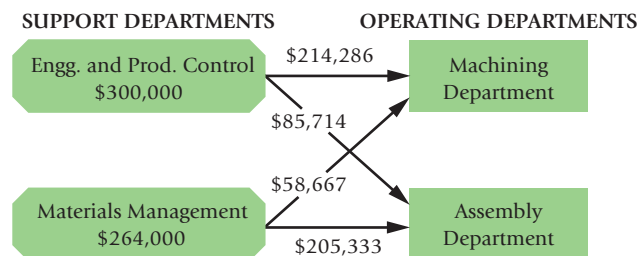 SUPPORT DEPARTMENTS
OPERATING DEPARTMENTS
Engg. and Prod. Control
$300,000
$214,286
Machining
Department
$85,714
$58,667
Materials Management
$264,000
$205,333
Assembly
Department